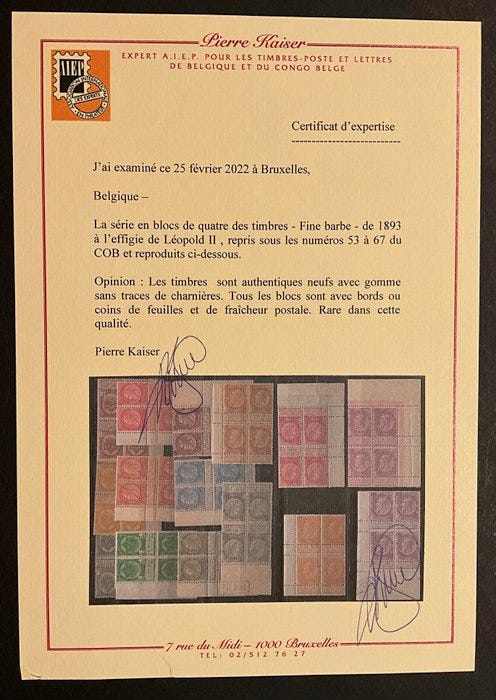 Pierre Kaiser
EXPERT A.I.E.P. POUR LES TIMBRES-POSTE ET LETTRES
DE BELGIQUE ET DU CONGO BELGE
AIEP
Certificat d'expertise
J'ai examiné ce 25 février 2022 à Bruxelles,
Belgique –
La série en blocs de quatre des timbres - Fine barbe - de 1893
à l'effigie de Léopold II , repris sous les numéros 53 à 67 du
COB et reproduits ci-dessous.
Opinion : Les timbres sont authentiques neufs avec gomme
sans traces de charnières. Tous les blocs sont avec bords ou
coins de feuilles et de fraîcheur postale. Rare dans cette
qualité.
Pierre Kaiser
7 rue du Midi – 1000 Bruxelles
TEL: 02/512 76 27